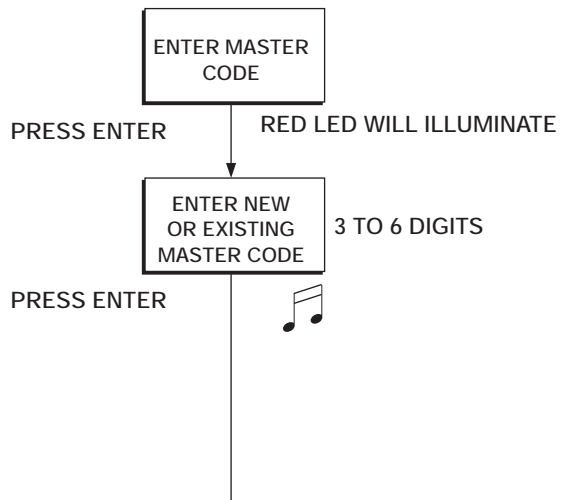 ENTER MASTER
CODE
PRESS ENTER
RED LED WILL ILLUMINATE
ENTER NEW
OR EXISTING
MASTER CODE
3 TO 6 DIGITS
PRESS ENTER